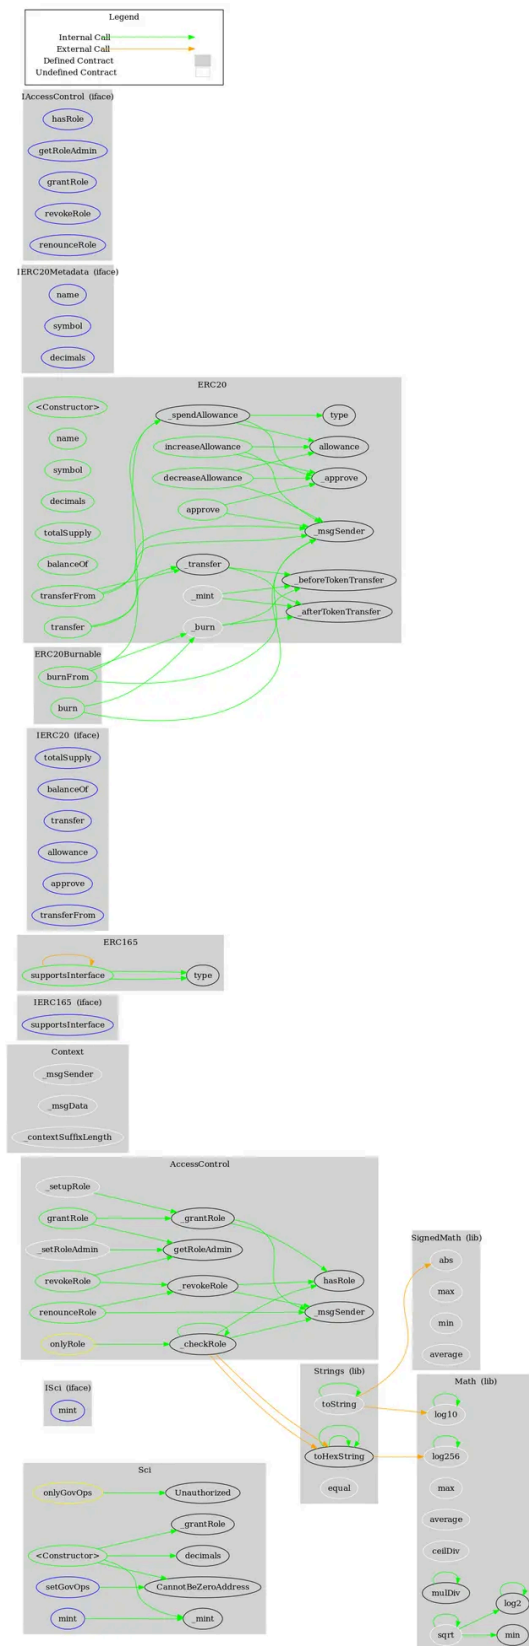 Legend
Internal Call
External Call
Defined Contract
Undefined Contract
IAccessControl (iface)
hasRole
getRoleAdmin
grantRole
revokeRole
renounceRole
IERC20Metadata (iface)
name
symbol
decimals
ERC20
<Constructor>
name
symbol
decimals
totalSupply
balanceOf
transferFrom
transfer
_spendAllowance
increaseAllowance
decreaseAllowance
approve
_transfer
_mint
_burn
type
allowance
_approve
_msgSender
_beforeTokenTransfer
_afterTokenTransfer
ERC20Burnable
burnFrom
burn
IERC20 (iface)
totalSupply
balanceOf
transfer
allowance
approve
transferFrom
ERC165
supportsInterface
type
IERC165 (iface)
supportsInterface
Context
_msgSender
_msgData
_contextSuffixLength
AccessControl
_setupRole
grantRole
_setRoleAdmin
revokeRole
renounceRole
onlyRole
_grantRole
getRoleAdmin
_revokeRole
_checkRole
hasRole
_msgSender
SignedMath (lib)
abs
max
min
average
ISci (iface)
mint
Strings (lib)
toString
toHexString
equal
Math (lib)
log10
log256
max
average
ceilDiv
mulDiv
sqrt
log2
min
Sci
onlyGovOps
<Constructor>
setGovOps
mint
Unauthorized
_grantRole
decimals
CannotBeZeroAddress
_mint